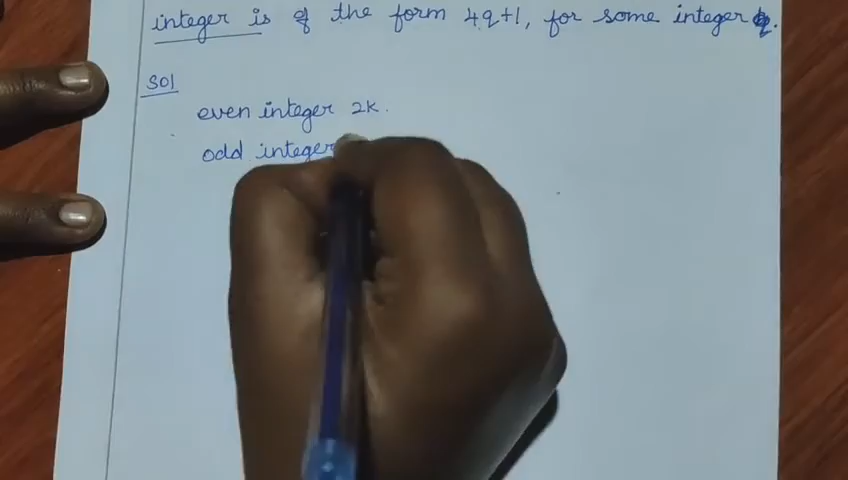 integer is of the form 4q+1, for some integer q.
Sol
even integer 2k.
odd integer